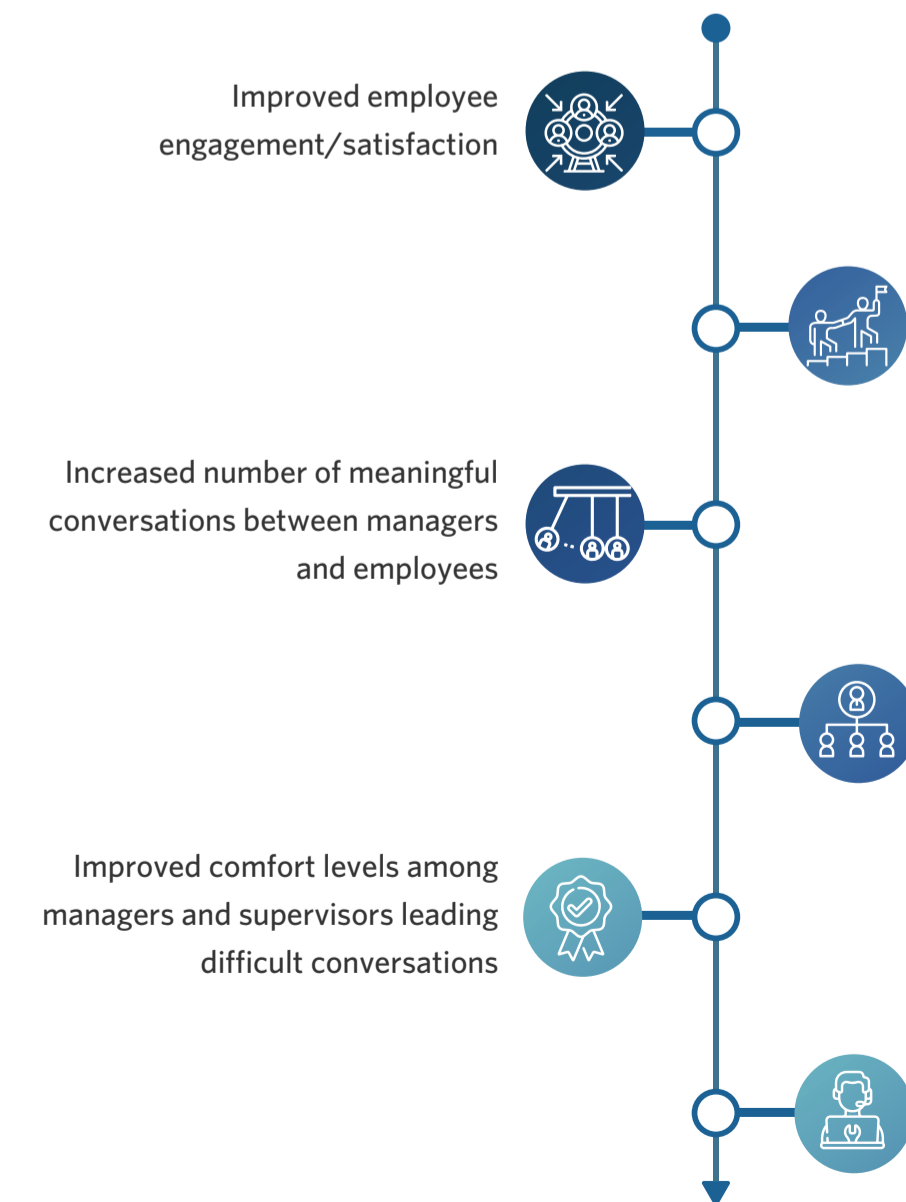 Improved employee
engagement/satisfaction
Increased number of meaningful
conversations between managers
and employees
Improved comfort levels among
managers and supervisors leading
difficult conversations